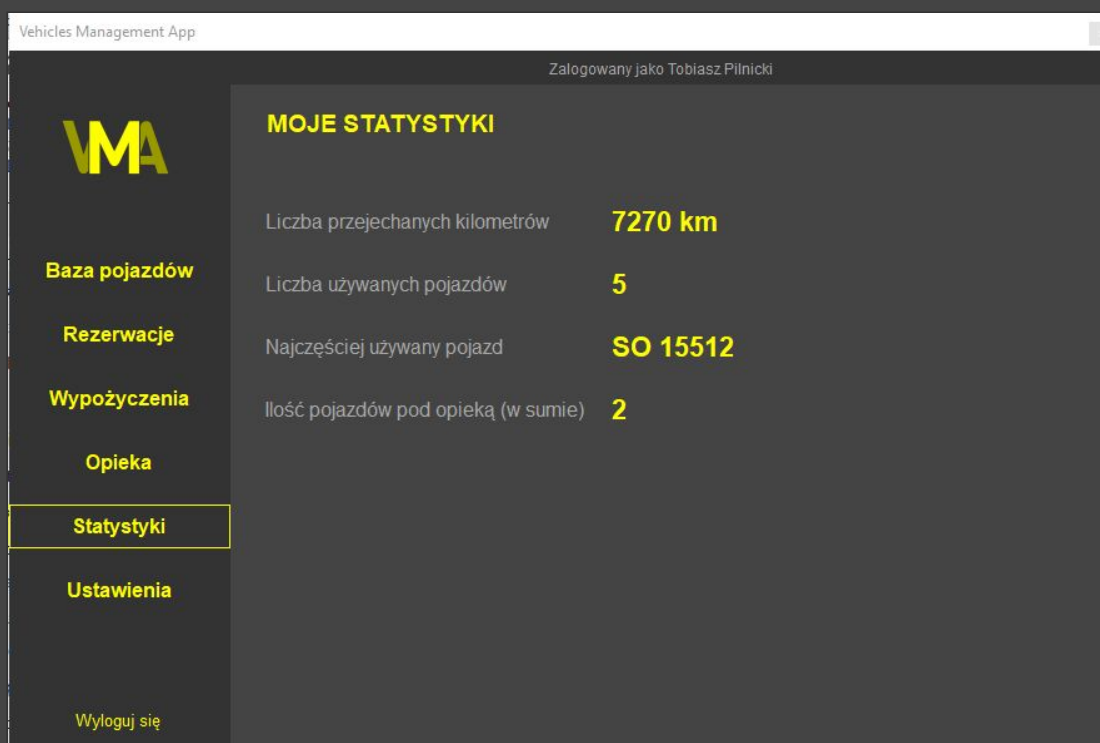 Vehicles Management App
Zalogowany jako Tobiasz Pilnicki
VMA
MOJE STATYSTYKI
Liczba przejechanych kilometrów 7270 km
Liczba używanych pojazdów 5
Najczęściej używany pojazd SO 15512
Ilość pojazdów pod opieką (w sumie) 2
Baza pojazdów
Rezerwacje
Wypożyczenia
Opieka
Statystyki
Ustawienia
Wyloguj się